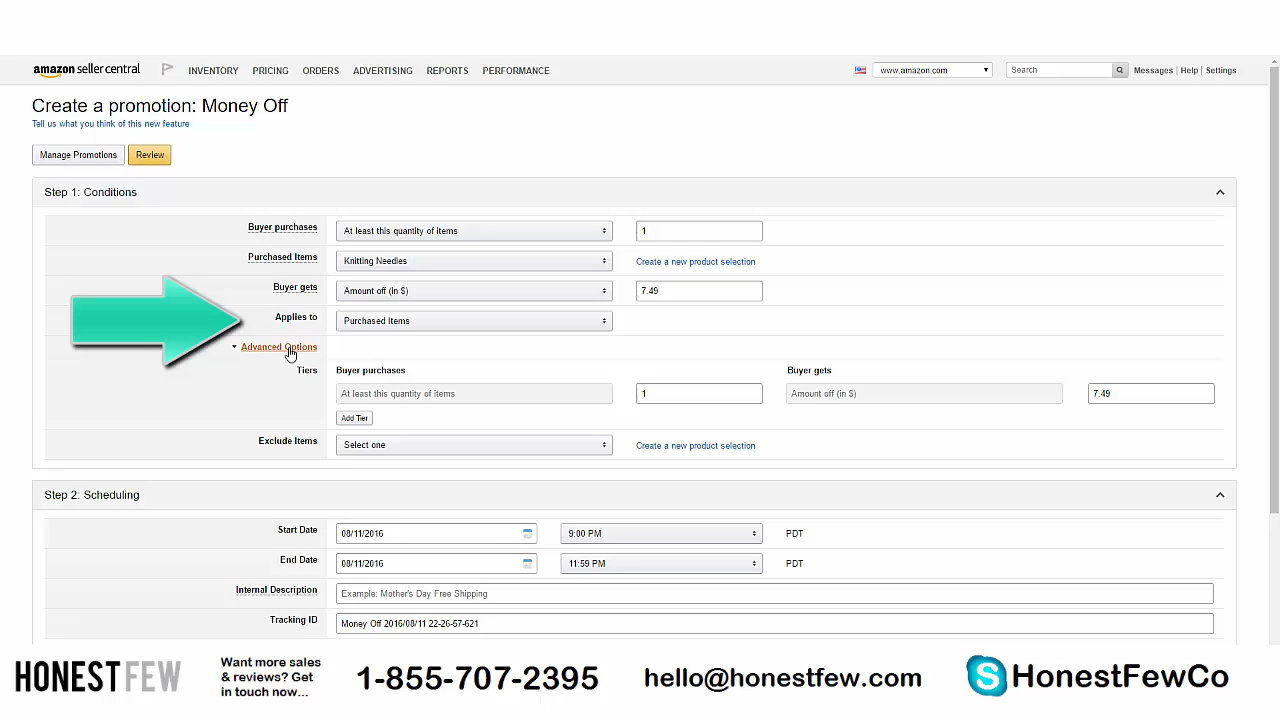 amazon seller central INVENTORY PRICING ORDERS ADVERTISING REPORTS PERFORMANCE www.amazon.com Search Messages | Help | Settings
Create a promotion: Money Off
Tell us what you think of this new feature
Manage Promotions Review
Step 1: Conditions
Buyer purchases At least this quantity of items 1
Purchased Items Knitting Needles Create a new product selection
Buyer gets Amount off (in $) 7.49
Applies to Purchased Items
Advanced Options
Tiers Buyer purchases Buyer gets
At least this quantity of items 1 Amount off (in $) 7.49
Add Tier
Exclude Items Select one Create a new product selection
Step 2: Scheduling
Start Date 08/11/2016 9:00 PM PDT
End Date 08/11/2016 11:59 PM PDT
Internal Description Example: Mother's Day Free Shipping
Tracking ID Money Off 2016/08/11 22-26-57-621
HONESTFEW
Want more sales
& reviews? Get
in touch now...
1-855-707-2395
hello@honestfew.com
HonestFewCo